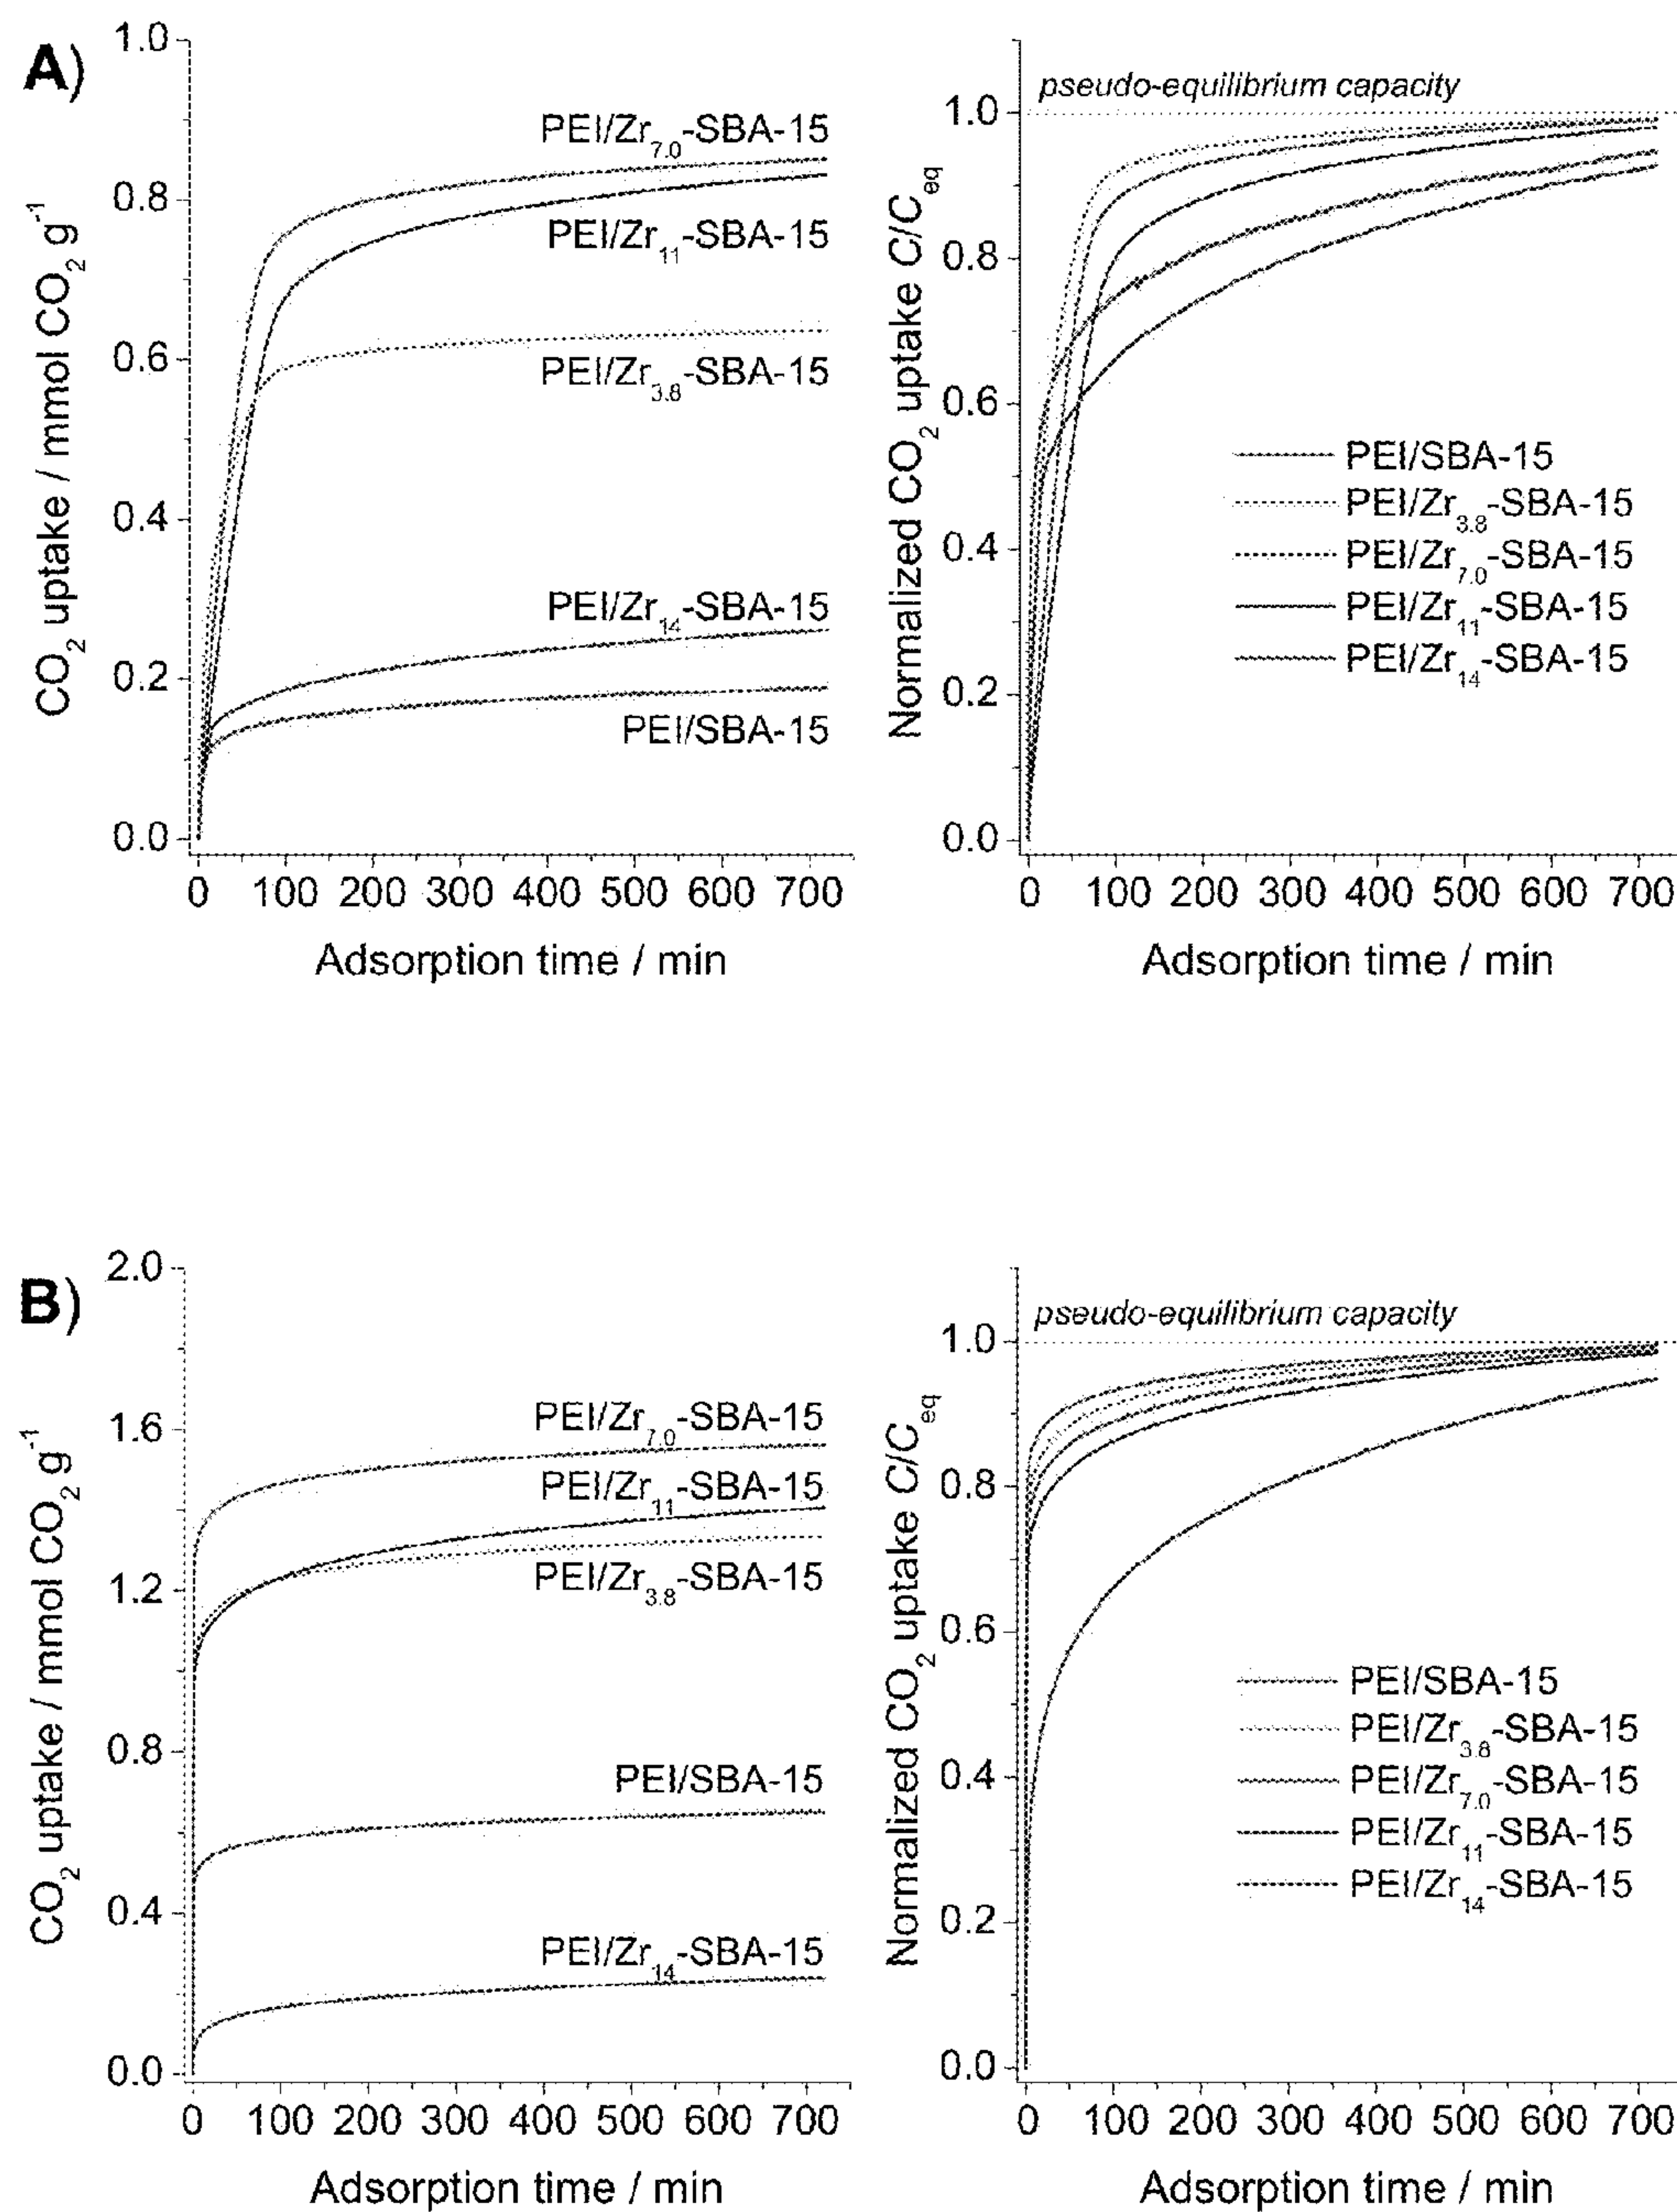 A)
1.0
0.8
0.6
0.4
0.2
0.0
CO2 uptake / mmol CO2 g-1
PEI/Zr7.0-SBA-15
PEI/Zr11-SBA-15
PEI/Zr3.8-SBA-15
PEI/Zr14-SBA-15
PEI/SBA-15
0 100 200 300 400 500 600 700
Adsorption time / min
pseudo-equilibrium capacity
1.0
0.8
0.6
0.4
0.2
0.0
Normalized CO2 uptake C/Ceq
PEI/SBA-15
PEI/Zr3.8-SBA-15
PEI/Zr7.0-SBA-15
PEI/Zr11-SBA-15
PEI/Zr14-SBA-15
0 100 200 300 400 500 600 700
Adsorption time / min
B)
2.0
1.6
1.2
0.8
0.4
0.0
CO2 uptake / mmol CO2 g-1
PEI/Zr7.0-SBA-15
PEI/Zr11-SBA-15
PEI/Zr3.8-SBA-15
PEI/SBA-15
PEI/Zr14-SBA-15
0 100 200 300 400 500 600 700
Adsorption time / min
pseudo-equilibrium capacity
1.0
0.8
0.6
0.4
0.2
0.0
Normalized CO2 uptake C/Ceq
PEI/SBA-15
PEI/Zr3.8-SBA-15
PEI/Zr7.0-SBA-15
PEI/Zr11-SBA-15
PEI/Zr14-SBA-15
0 100 200 300 400 500 600 700
Adsorption time / min